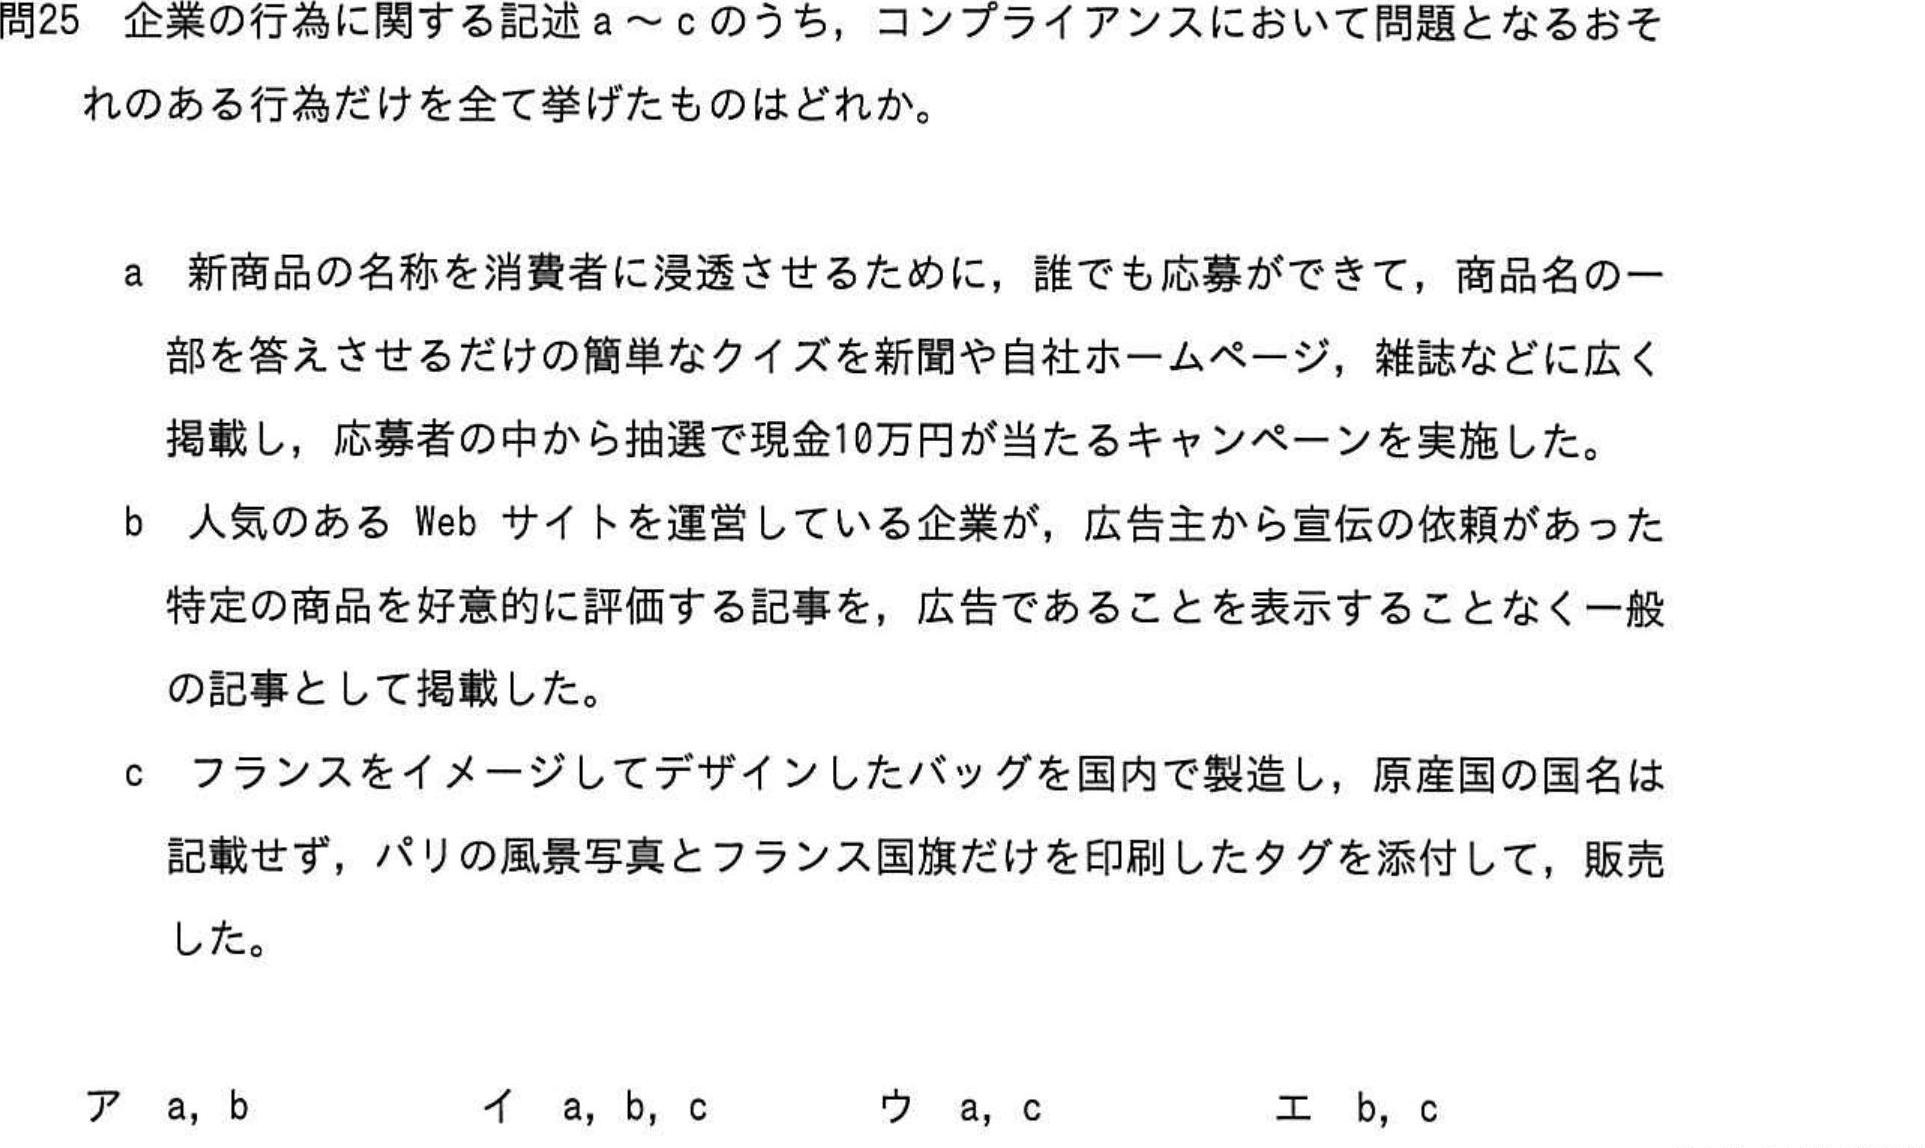 問25 企業の行為に関する記述a~cのうち,コンプライアンスにおいて問題となるおそ
れのある行為だけを全て挙げたものはどれか。
a 新商品の名称を消費者に浸透させるために,誰でも応募ができて,商品名の一
部を答えさせるだけの簡単なクイズを新聞や自社ホームページ,雑誌などに広く
掲載し,応募者の中から抽選で現金10万円が当たるキャンペーンを実施した。
b 人気のある Web サイトを運営している企業が,広告主から宣伝の依頼があった
特定の商品を好意的に評価する記事を,広告であることを表示することなく一般
の記事として掲載した。
c フランスをイメージしてデザインしたバッグを国内で製造し,原産国の国名は
記載せず,パリの風景写真とフランス国旗だけを印刷したタグを添付して,販売
した。
ア a, b イ a, b, c ウ a, c エ b, c